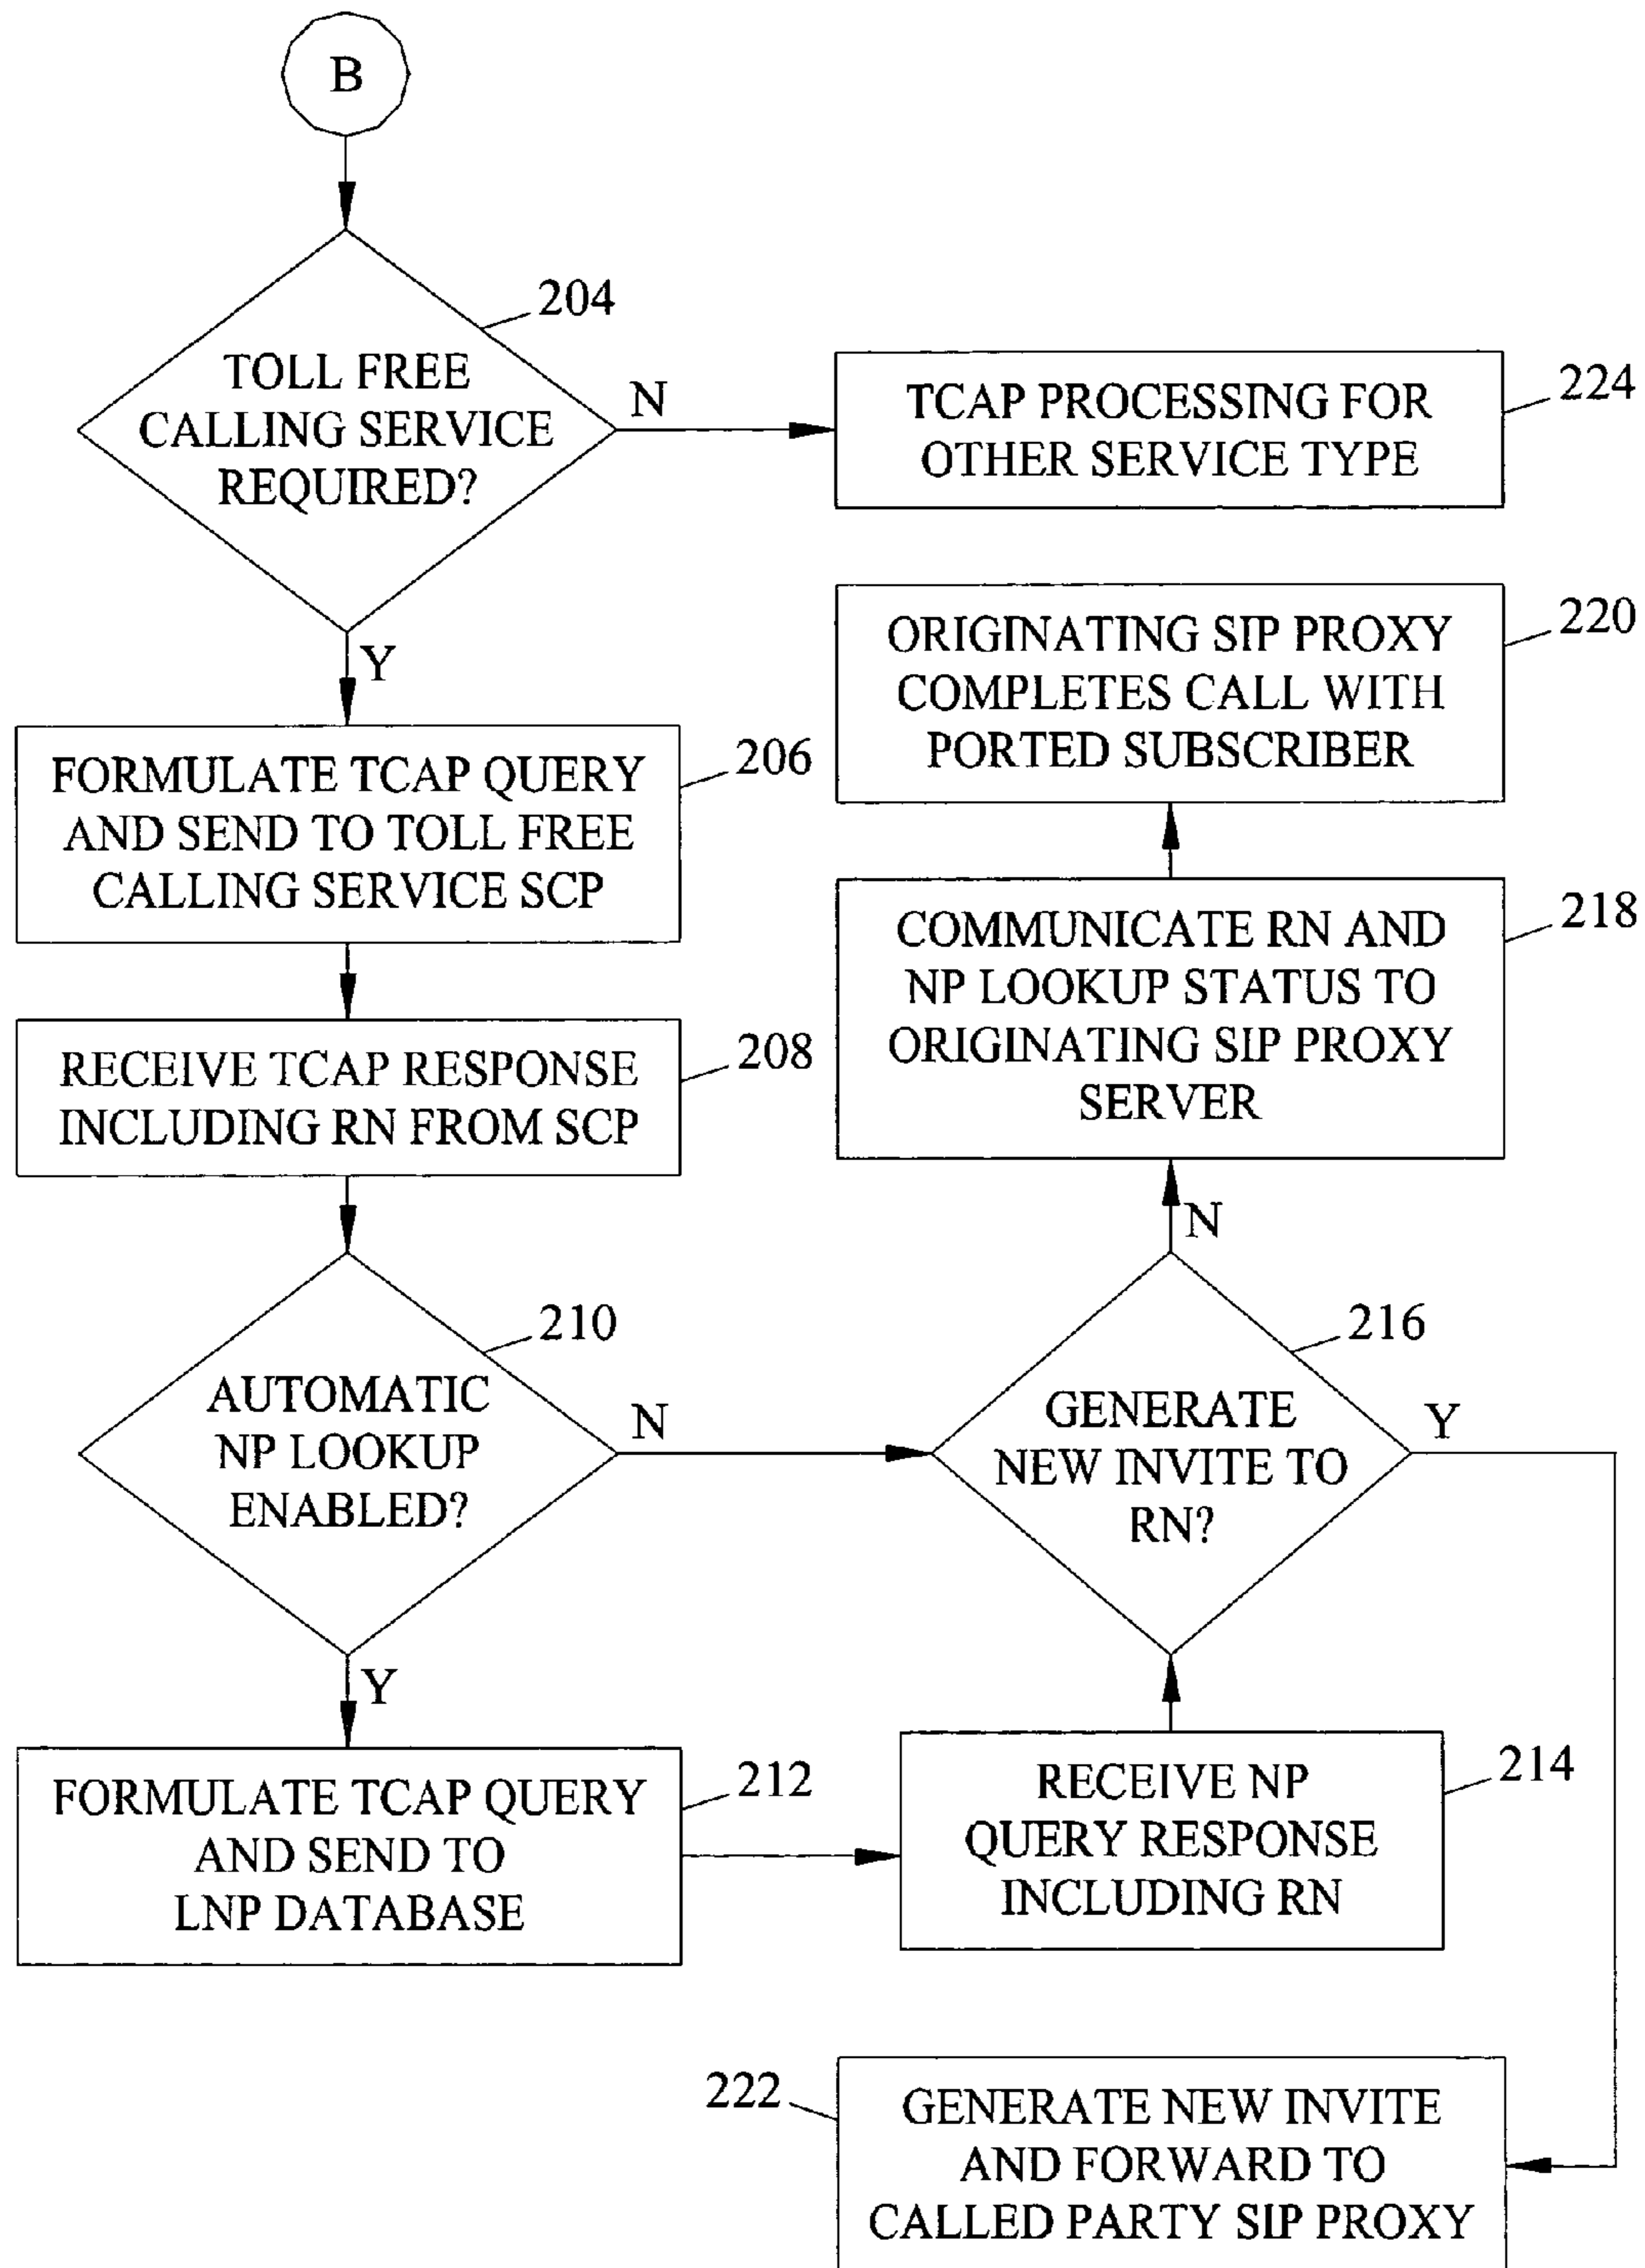 B
204
TOLL FREE
CALLING SERVICE
REQUIRED?
N
TCAP PROCESSING FOR
OTHER SERVICE TYPE
224
Y
ORIGINATING SIP PROXY
COMPLETES CALL WITH
PORTED SUBSCRIBER
220
FORMULATE TCAP QUERY
AND SEND TO TOLL FREE
CALLING SERVICE SCP
206
COMMUNICATE RN AND
NP LOOKUP STATUS TO
ORIGINATING SIP PROXY
SERVER
218
RECEIVE TCAP RESPONSE
INCLUDING RN FROM SCP
208
N
210
AUTOMATIC
NP LOOKUP
ENABLED?
N
216
GENERATE
NEW INVITE TO
RN?
Y
Y
FORMULATE TCAP QUERY
AND SEND TO
LNP DATABASE
212
RECEIVE NP
QUERY RESPONSE
INCLUDING RN
214
222
GENERATE NEW INVITE
AND FORWARD TO
CALLED PARTY SIP PROXY